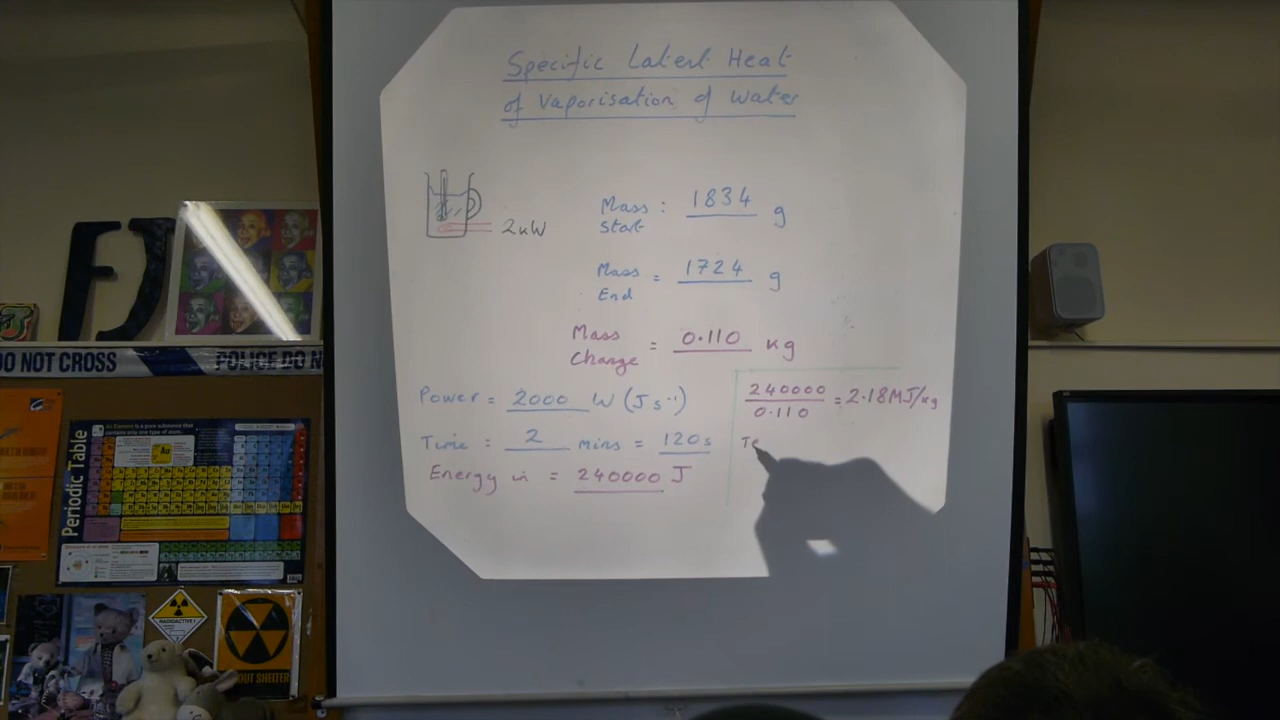 Specific Latent Heat
of Vaporisation of Water
2kW
Mass Start : 1834 g
Mass End = 1724 g
Mass Change = 0.110 kg
Power = 2000 W (J s⁻¹)
Time = 2 mins = 120s
Energy in = 240000 J
240000
0.110
= 2.18MJ/kg
Te
DO NOT CROSS
POLICE DO N
Periodic Table
Au
RADIOACTIVE
OUT SHELTER